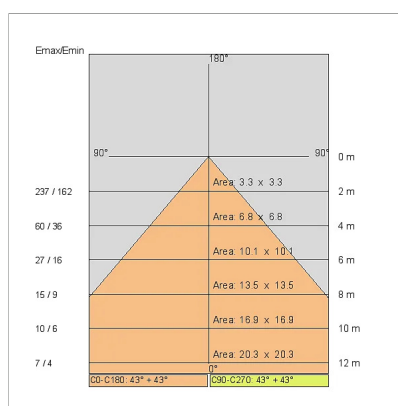 Emax/Emin
180°
90° 90° 0 m
237 / 162 Area: 3.3 x 3.3 2 m
60 / 36 Area: 6.8 x 6.8 4 m
27 / 16 Area: 10.1 x 10.1 6 m
15 / 9 Area: 13.5 x 13.5 8 m
10 / 6 Area: 16.9 x 16.9 10 m
7 / 4 Area: 20.3 x 20.3 12 m
0°
C0-C180: 43° + 43° C90-C270: 43° + 43°